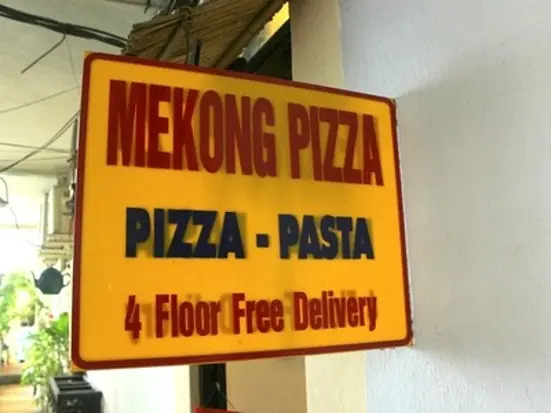 MEKONG PIZZA
PIZZA - PASTA
4 Floor Free Delivery